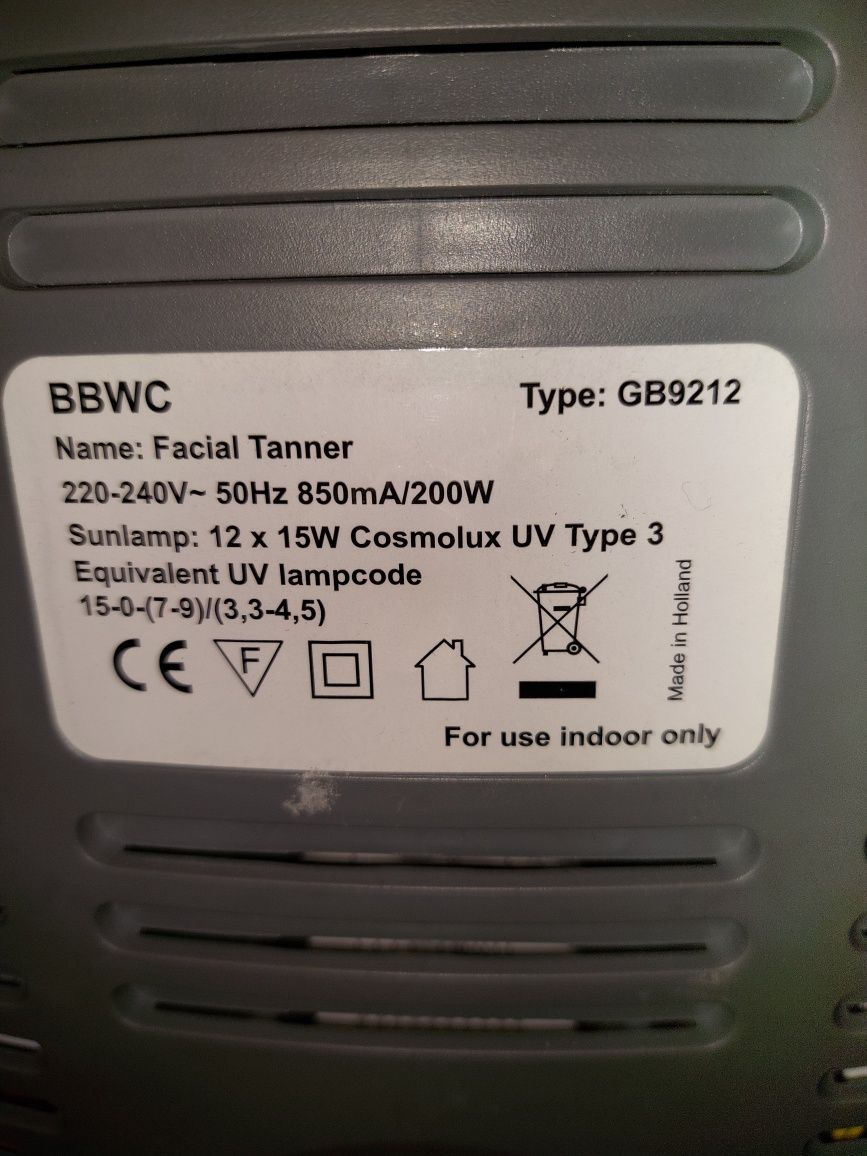 BBWC
Type: GB9212
Name: Facial Tanner
220-240V~ 50Hz 850mA/200W
Sunlamp: 12 x 15W Cosmolux UV Type 3
Equivalent UV lampcode
15-0-(7-9)/(3,3-4,5)
CE
F
Made in Holland
For use indoor only